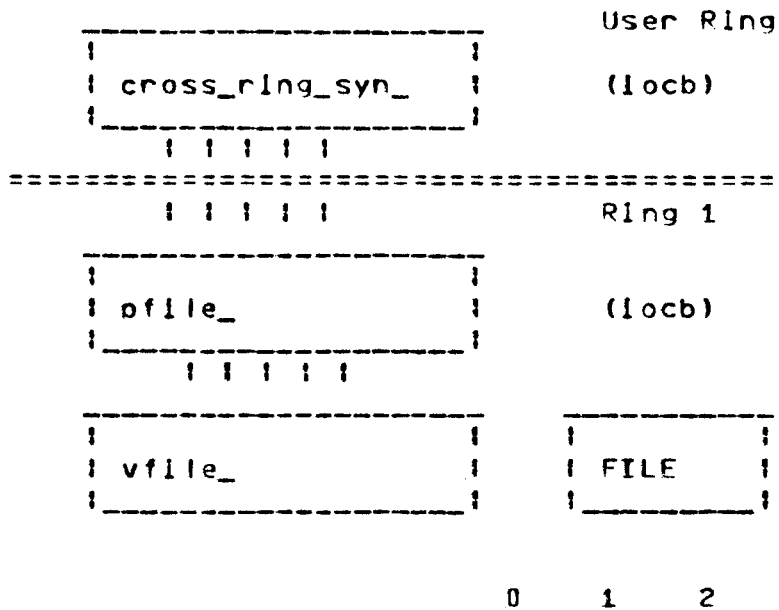 User Ring
cross_ring_syn_ (iocb)
Ring 1
pfile_ (iocb)
vfile_ FILE
0 1 2